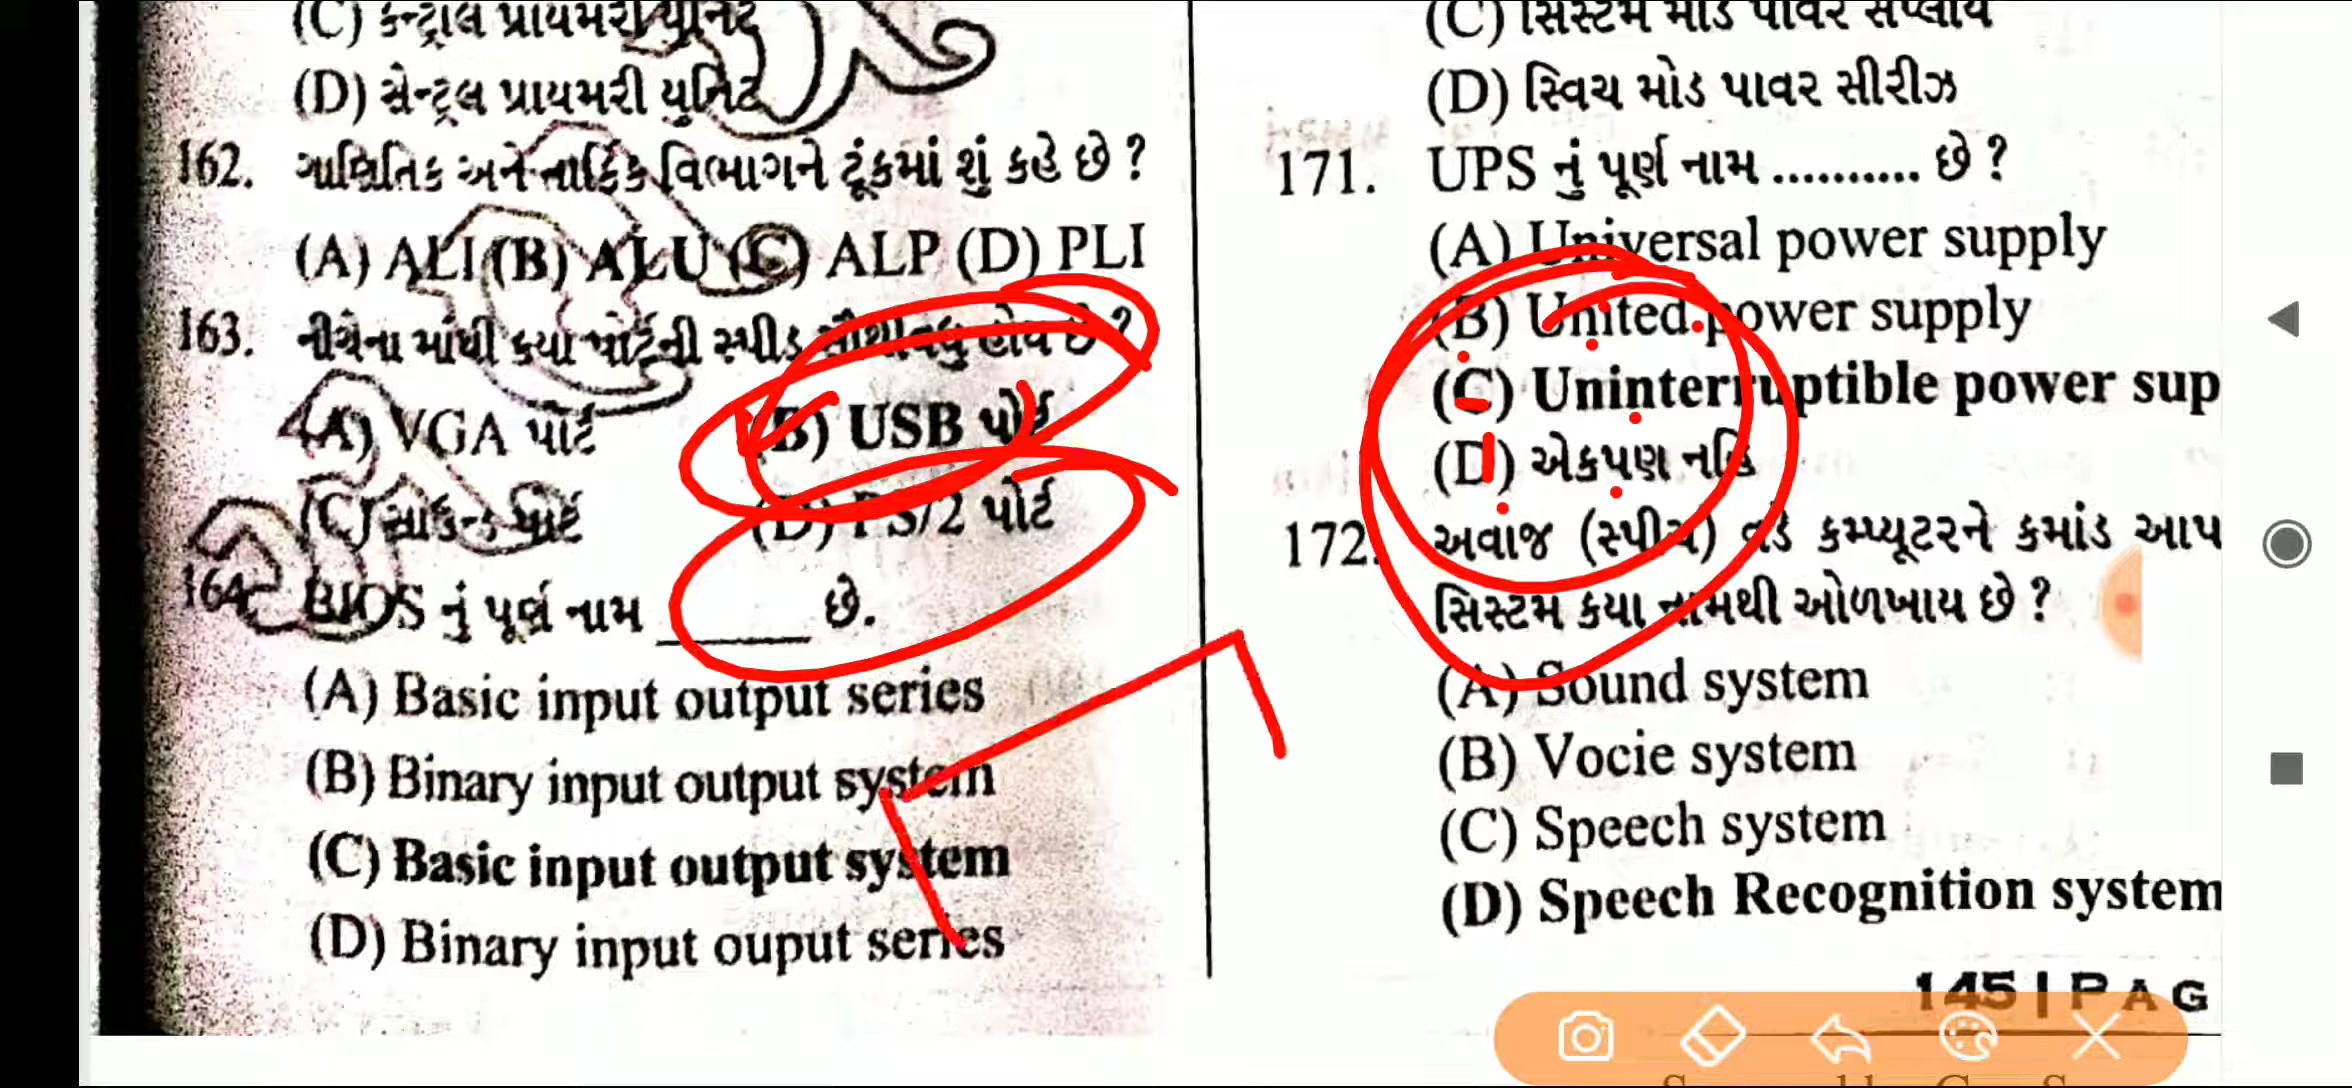 (C) કન્ટ્રોલ પ્રાયમરી યુનિટ
(D) સેન્ટ્રલ પ્રાયમરી યુનિટ
162. ગાણિતિક અને તાર્કિક વિભાગને ટૂંકમાં શું કહે છે ?
(A) ALI (B) ALU (C) ALP (D) PLI
163. નીચેના માંથી કયા પોર્ટની સ્પીડ સૌથી વધુ હોય છે ?
(A) VGA પોર્ટ (B) USB પોર્ટ
(C) સાઉન્ડ પોર્ટ (D) PS/2 પોર્ટ
164 BIOS નું પૂર્ણ નામ ______ છે.
(A) Basic input output series
(B) Binary input output system
(C) Basic input output system
(D) Binary input ouput series
(C) સિસ્ટમ મોડ પાવર સપ્લાય
(D) સ્વિચ મોડ પાવર સીરીઝ
171. UPS નું પૂર્ણ નામ .......... છે ?
(A) Universal power supply
(B) United power supply
(C) Uninterruptible power sup
(D) એકપણ નહિ
172. અવાજ (સ્પીચ) વડે કમ્પ્યૂટરને કમાંડ આપ
સિસ્ટમ કયા નામથી ઓળખાય છે ?
(A) Sound system
(B) Vocie system
(C) Speech system
(D) Speech Recognition system
145 | PAG